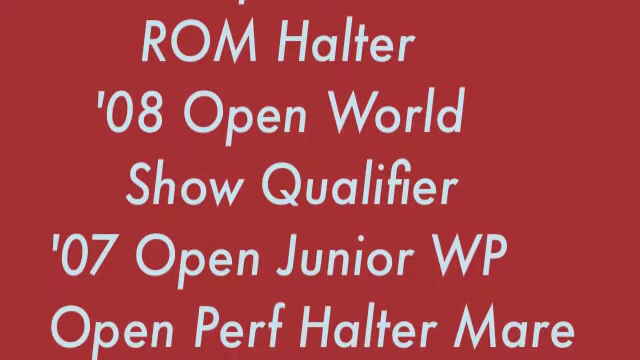 ROM Halter
'08 Open World
Show Qualifier
'07 Open Junior WP
Open Perf Halter Mare